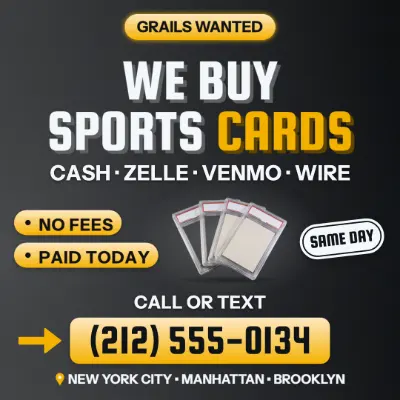 GRAILS WANTED
WE BUY
SPORTS CARDS
CASH · ZELLE · VENMO · WIRE
• NO FEES
• PAID TODAY
SAME DAY
CALL OR TEXT
(212) 555-0134
NEW YORK CITY • MANHATTAN • BROOKLYN